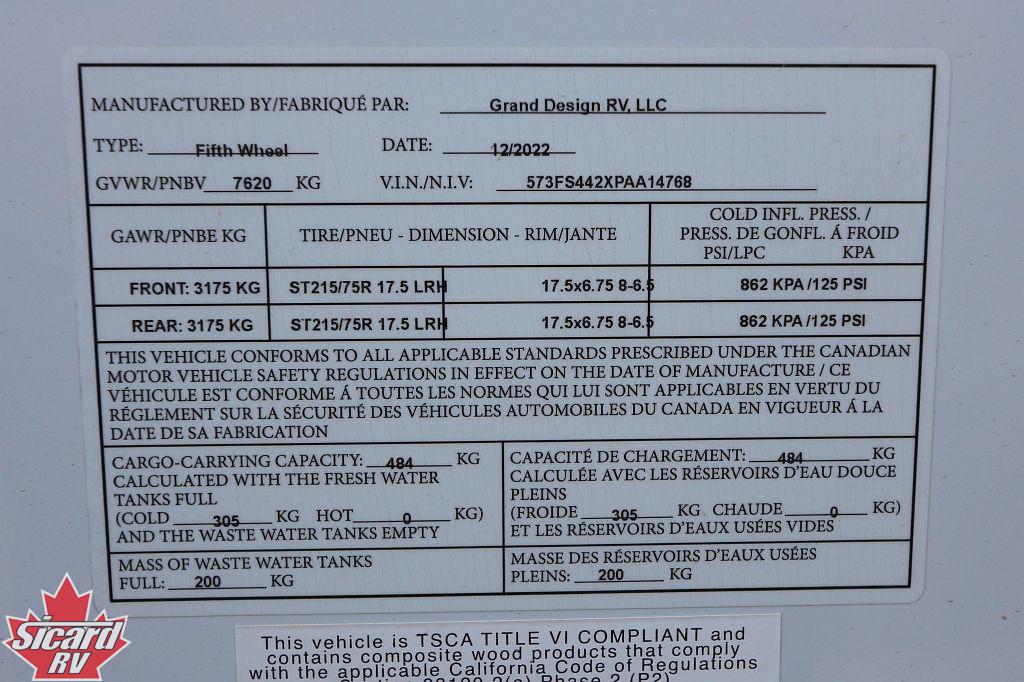 MANUFACTURED BY/FABRIQUÉ PAR: Grand Design RV, LLC
TYPE: Fifth Wheel DATE: 12/2022
GVWR/PNBV 7620 KG V.I.N./N.I.V: 573FS442XPAA14768
GAWR/PNBE KG
TIRE/PNEU - DIMENSION - RIM/JANTE
COLD INFL. PRESS. /
PRESS. DE GONFL. Á FROID
PSI/LPC KPA
FRONT: 3175 KG ST215/75R 17.5 LRH 17.5x6.75 8-6.5 862 KPA /125 PSI
REAR: 3175 KG ST215/75R 17.5 LRH 17.5x6.75 8-6.5 862 KPA /125 PSI
THIS VEHICLE CONFORMS TO ALL APPLICABLE STANDARDS PRESCRIBED UNDER THE CANADIAN
MOTOR VEHICLE SAFETY REGULATIONS IN EFFECT ON THE DATE OF MANUFACTURE / CE
VÉHICULE EST CONFORME Á TOUTES LES NORMES QUI LUI SONT APPLICABLES EN VERTU DU
RÉGLEMENT SUR LA SÉCURITÉ DES VÉHICULES AUTOMOBILES DU CANADA EN VIGUEUR Á LA
DATE DE SA FABRICATION
CARGO-CARRYING CAPACITY: 484 KG
CALCULATED WITH THE FRESH WATER
TANKS FULL
(COLD 305 KG HOT 0 KG)
AND THE WASTE WATER TANKS EMPTY
CAPACITÉ DE CHARGEMENT: 484 KG
CALCULÉE AVEC LES RÉSERVOIRS D'EAU DOUCE
PLEINS
(FROIDE 305 KG CHAUDE 0 KG)
ET LES RÉSERVOIRS D'EAUX USÉES VIDES
MASS OF WASTE WATER TANKS
FULL: 200 KG
MASSE DES RÉSERVOIRS D'EAUX USÉES
PLEINS: 200 KG
Sicard
RV
This vehicle is TSCA TITLE VI COMPLIANT and
contains composite wood products that comply
with the applicable California Code of Regulations